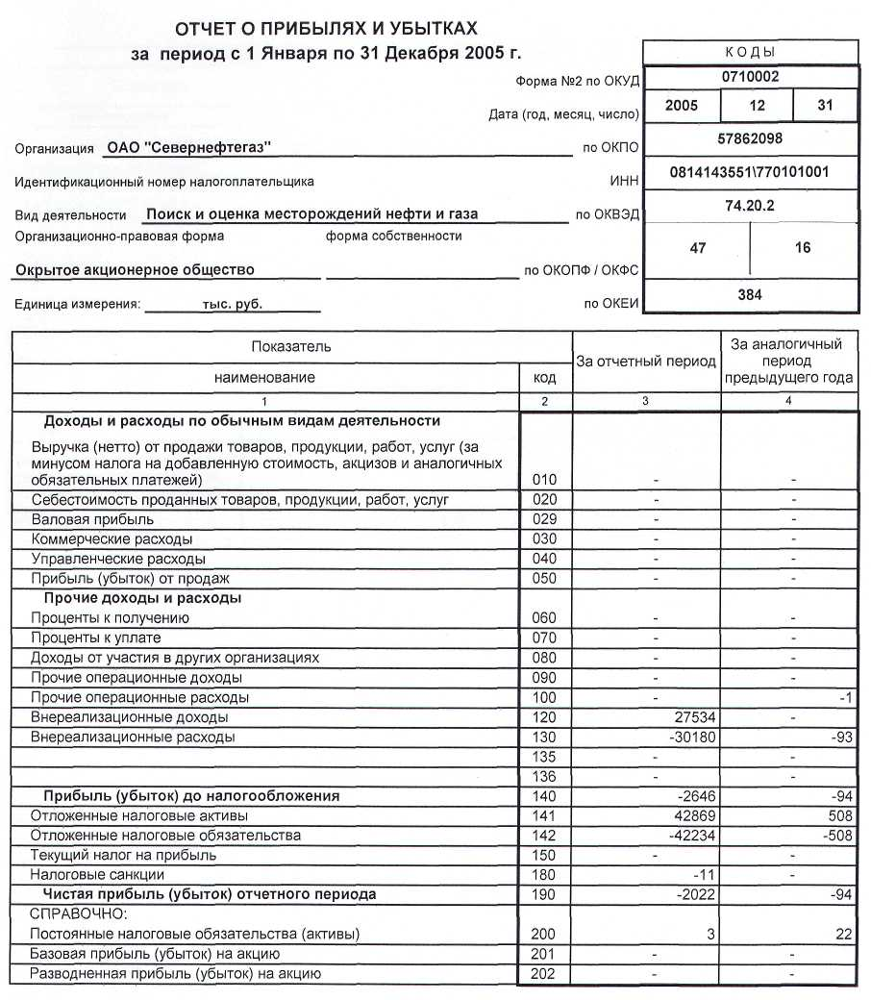 ОТЧЕТ О ПРИБЫЛЯХ И УБЫТКАХ
за период с 1 Января по 31 Декабря 2005 г.
К О Д Ы
Форма №2 по ОКУД 0710002
Дата (год, месяц, число) 2005 12 31
Организация ОАО "Севернефтегаз" по ОКПО 57862098
Идентификационный номер налогоплательщика ИНН 0814143551\770101001
Вид деятельности Поиск и оценка месторождений нефти и газа по ОКВЭД 74.20.2
Организационно-правовая форма форма собственности
Окрытое акционерное общество по ОКОПФ / ОКФС 47 16
Единица измерения: тыс. руб. по ОКЕИ 384
Показатель За отчетный период За аналогичный период предыдущего года
наименование код
1 2 3 4
Доходы и расходы по обычным видам деятельности
Выручка (нетто) от продажи товаров, продукции, работ, услуг (за
минусом налога на добавленную стоимость, акцизов и аналогичных
обязательных платежей) 010 - -
Себестоимость проданных товаров, продукции, работ, услуг 020 - -
Валовая прибыль 029 - -
Коммерческие расходы 030 - -
Управленческие расходы 040 - -
Прибыль (убыток) от продаж 050 - -
Прочие доходы и расходы
Проценты к получению 060 - -
Проценты к уплате 070 - -
Доходы от участия в других организациях 080 - -
Прочие операционные доходы 090 - -
Прочие операционные расходы 100 - -1
Внереализационные доходы 120 27534 -
Внереализационные расходы 130 -30180 -93
135 - -
136 - -
Прибыль (убыток) до налогообложения 140 -2646 -94
Отложенные налоговые активы 141 42869 508
Отложенные налоговые обязательства 142 -42234 -508
Текущий налог на прибыль 150 - -
Налоговые санкции 180 -11 -
Чистая прибыль (убыток) отчетного периода 190 -2022 -94
СПРАВОЧНО:
Постоянные налоговые обязательства (активы) 200 3 22
Базовая прибыль (убыток) на акцию 201 - -
Разводненная прибыль (убыток) на акцию 202 - -